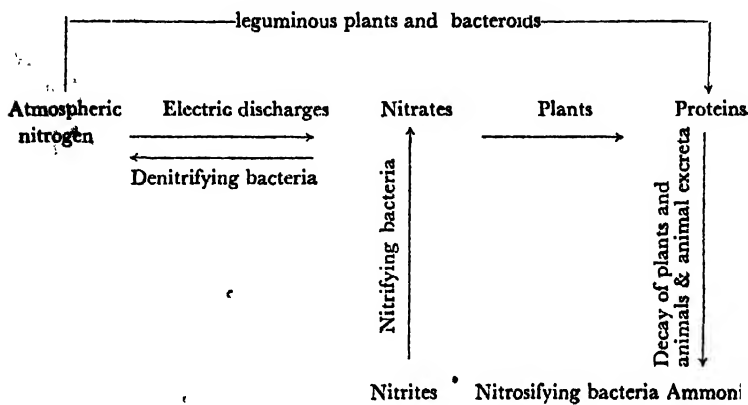 leguminous plants and bacteroids
Atmospheric nitrogen Electric discharges Nitrates Plants Proteins
Denitrifying bacteria
Nitrifying bacteria
Decay of plants and
animals & animal excreta
Nitrites Nitrosifying bacteria Ammoni